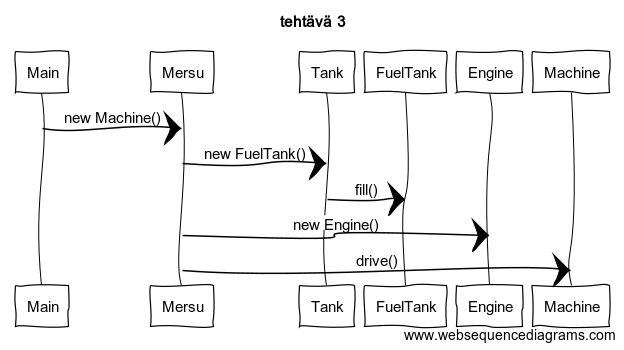 tehtävä 3
Main Mersu Tank FuelTank Engine Machine
new Machine()
new FuelTank()
fill()
new Engine()
drive()
Main Mersu Tank FuelTank Engine Machine
www.websequencediagrams.com